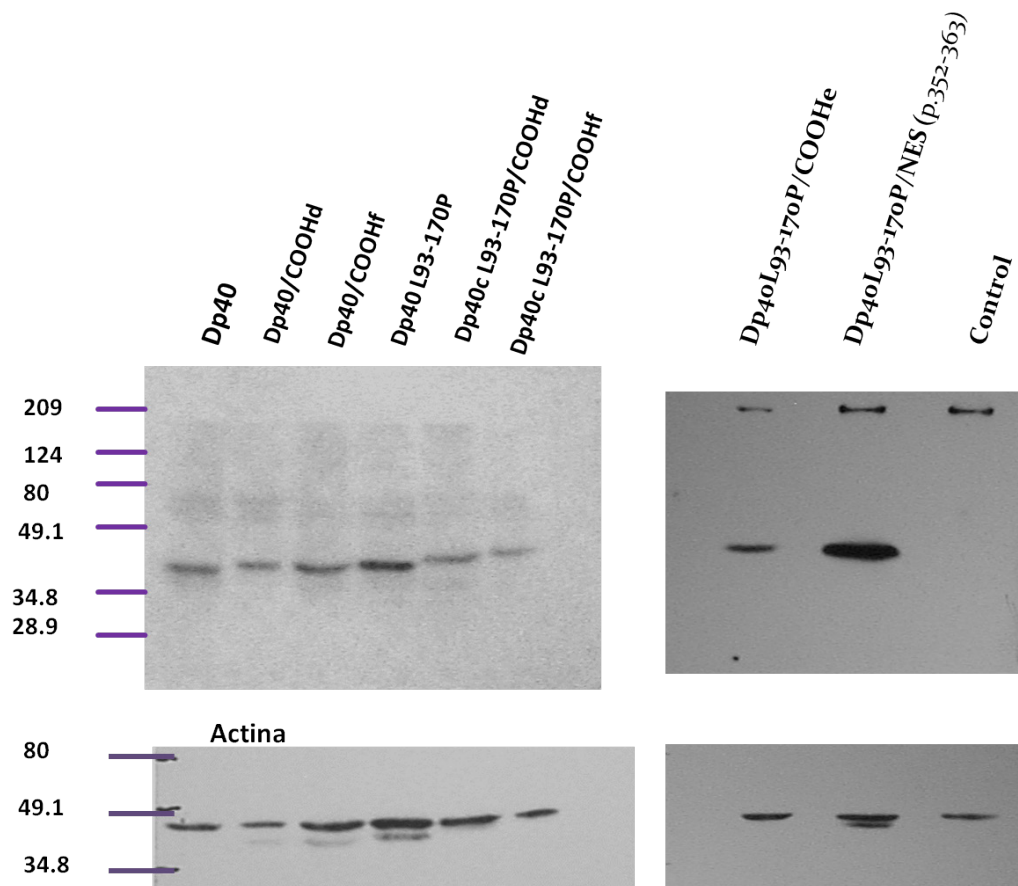 Dp40
Dp40/COOHd
Dp40/COOHf
Dp40 L93-170P
Dp40c L93-170P/COOHd
Dp40c L93-170P/COOHf
Dp40L93-170P/COOHe
Dp40L93-170P/NES (p.352-363)
Control
209
124
80
49.1
34.8
28.9
Actina
80
49.1
34.8